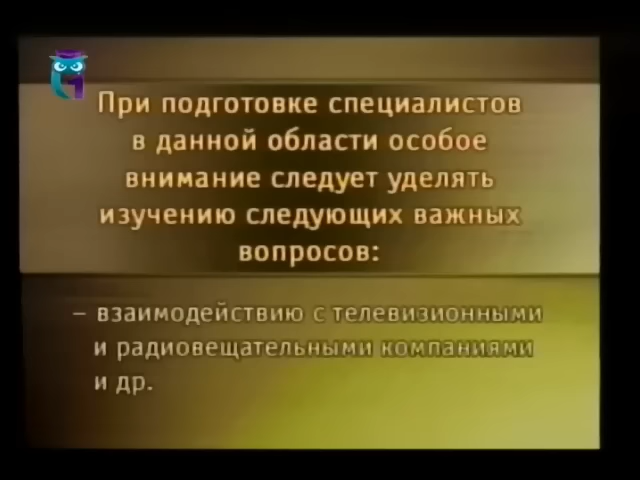 При подготовке специалистов
в данной области особое
внимание следует уделять
изучению следующих важных
вопросов:
– взаимодействию с телевизионными
и радиовещательными компаниями
и др.